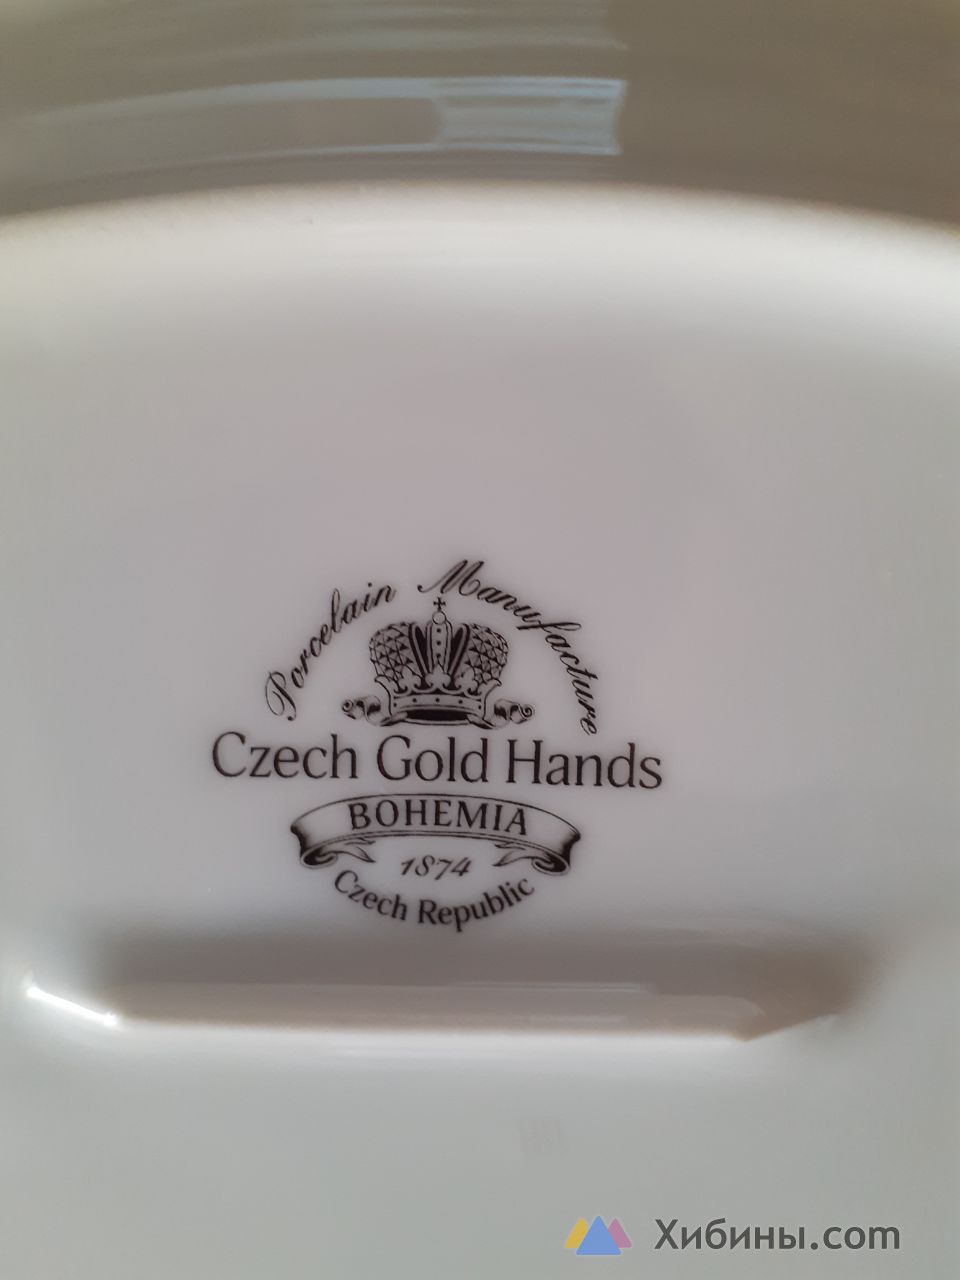 Porcelain Manufacture
Czech Gold Hands
BOHEMIA
1874
Czech Republic
Хибины.com